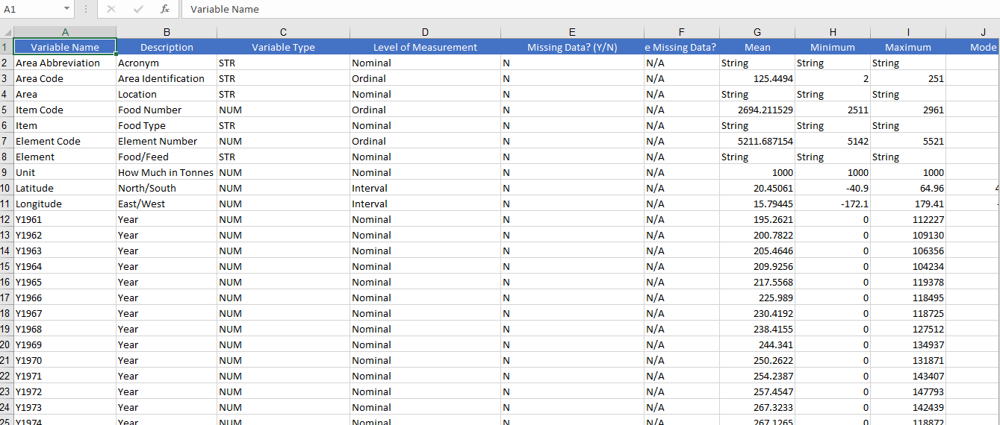 A1 fx Variable Name
A B C D E F G H I J
1 Variable Name Description Variable Type Level of Measurement Missing Data? (Y/N) e Missing Data? Mean Minimum Maximum Mode
2 Area Abbreviation Acronym STR Nominal N N/A String String String
3 Area Code Area Identification STR Ordinal N N/A 125.4494 2 251
4 Area Location STR Nominal N N/A String String String
5 Item Code Food Number NUM Ordinal N N/A 2694.211529 2511 2961
6 Item Food Type STR Nominal N N/A String String String
7 Element Code Element Number NUM Ordinal N N/A 5211.687154 5142 5521
8 Element Food/Feed STR Nominal N N/A String String String
9 Unit How Much in Tonnes NUM Nominal N N/A 1000 1000 1000
10 Latitude North/South NUM Interval N N/A 20.45061 -40.9 64.96
11 Longitude East/West NUM Interval N N/A 15.79445 -172.1 179.41
12 Y1961 Year NUM Nominal N N/A 195.2621 0 112227
13 Y1962 Year NUM Nominal N N/A 200.7822 0 109130
14 Y1963 Year NUM Nominal N N/A 205.4646 0 106356
15 Y1964 Year NUM Nominal N N/A 209.9256 0 104234
16 Y1965 Year NUM Nominal N N/A 217.5568 0 119378
17 Y1966 Year NUM Nominal N N/A 225.989 0 118495
18 Y1967 Year NUM Nominal N N/A 230.4192 0 118725
19 Y1968 Year NUM Nominal N N/A 238.4155 0 127512
20 Y1969 Year NUM Nominal N N/A 244.341 0 134937
21 Y1970 Year NUM Nominal N N/A 250.2622 0 131871
22 Y1971 Year NUM Nominal N N/A 254.2387 0 143407
23 Y1972 Year NUM Nominal N N/A 257.4547 0 147793
24 Y1973 Year NUM Nominal N N/A 267.3233 0 142439
25 Y1974 Year NUM Nominal N N/A 267.1265 0 118872